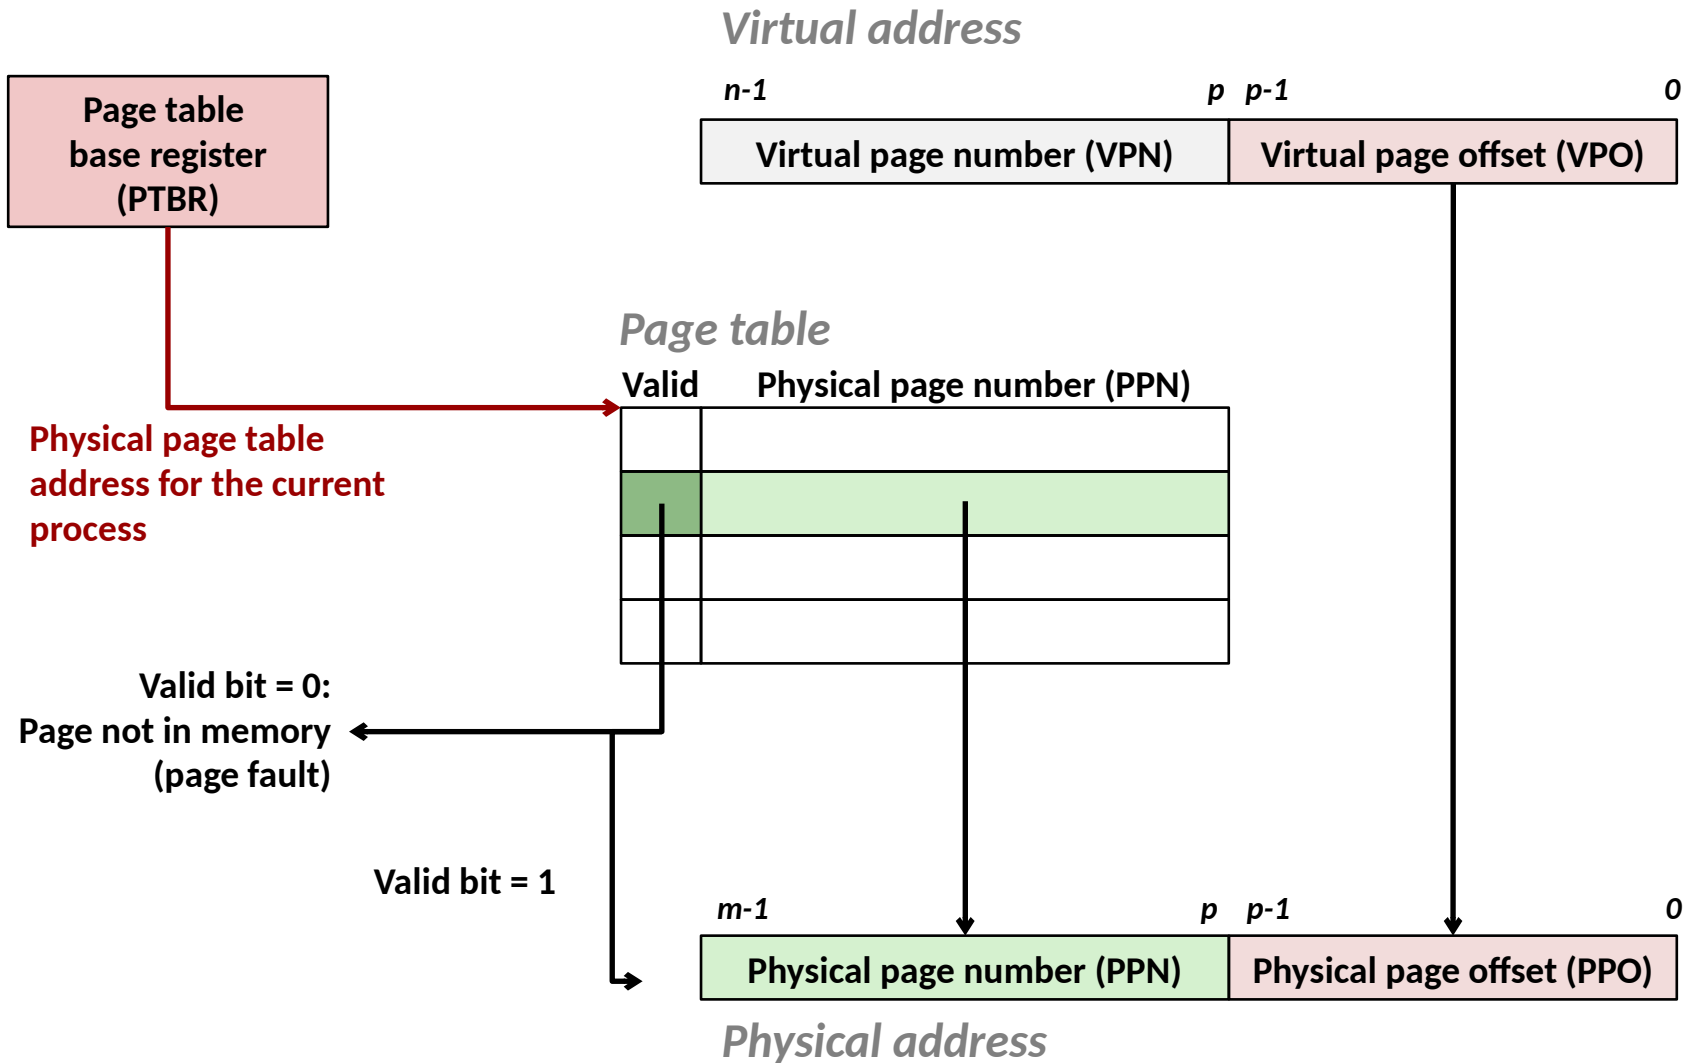 Virtual address
n-1 p p-1 0
Page table
base register
(PTBR)
Virtual page number (VPN) Virtual page offset (VPO)
Page table
Valid Physical page number (PPN)
Physical page table
address for the current
process
Valid bit = 0:
Page not in memory
(page fault)
Valid bit = 1
m-1 p p-1 0
Physical page number (PPN) Physical page offset (PPO)
Physical address